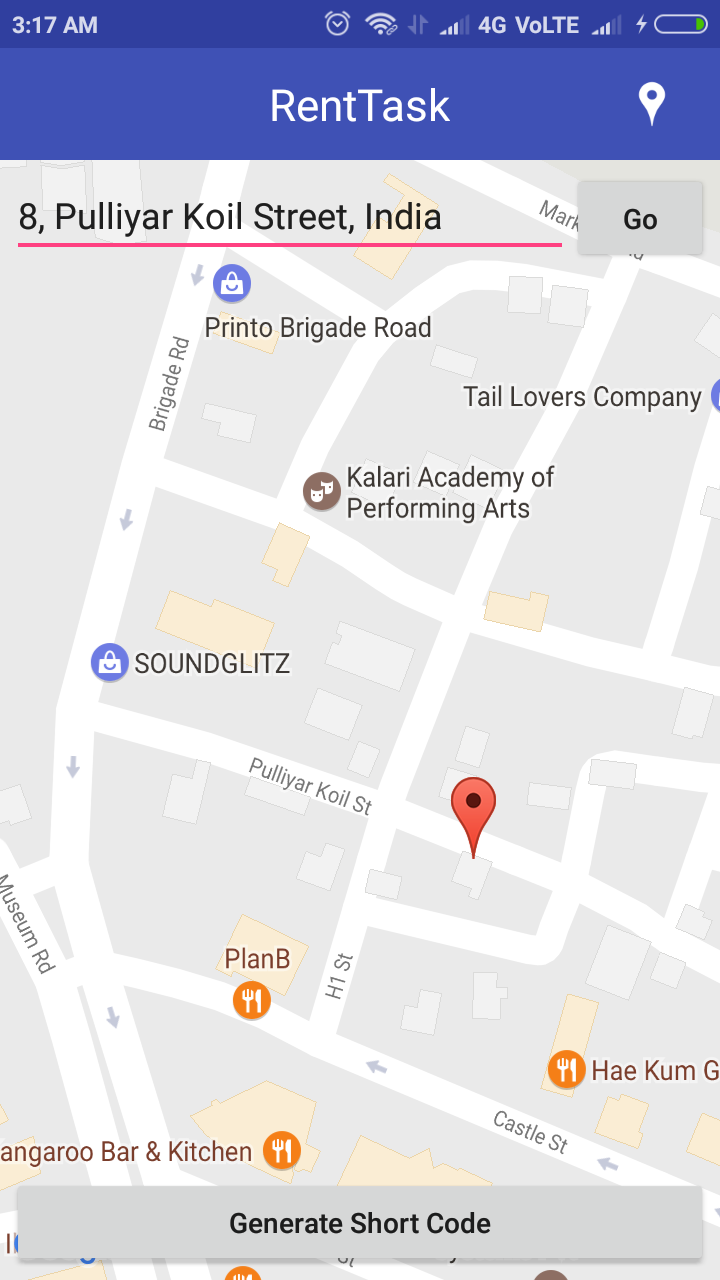 3:17 AM 4G VoLTE
RentTask
8, Pulliyar Koil Street, India
Go
Printo Brigade Road
Brigade Rd
Tail Lovers Company
Kalari Academy of
Performing Arts
SOUNDGLITZ
Pulliyar Koil St
Museum Rd
PlanB
H1 St
Hae Kum G
Castle St
angaroo Bar & Kitchen
Generate Short Code
St